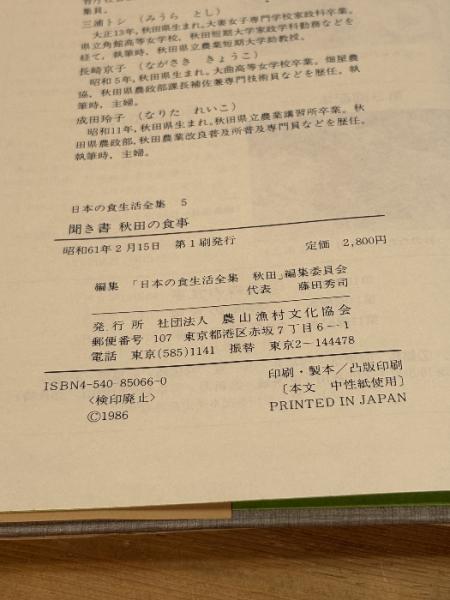 集員。
三浦トシ（みうら とし）
大正13年，秋田県生まれ。大妻女子専門学校家政科卒業。
県立角館高等女学校，秋田短期大学家政学科勤務などを
経て，執筆時，秋田県立農業短期大学助教授。
長崎京子（ながさき きょうこ）
昭和5年，秋田県生まれ。大曲高等女学校卒業。畑屋農
協，秋田県農政部課長補佐兼専門技術員などを歴任。執
筆時，主婦。
成田玲子（なりた れいこ）
昭和11年，秋田県生まれ。秋田県立農業講習所卒業。秋
田県農政部，秋田県農業改良普及所普及専門員などを歴任。
執筆時，主婦。
日本の食生活全集 5
聞き書 秋田の食事
昭和61年2月15日 第1刷発行 定価 2,800円
編集 「日本の食生活全集 秋田」編集委員会
代表 藤田秀司
発行所 社団法人 農山漁村文化協会
郵便番号 107 東京都港区赤坂7丁目6－1
電話 東京(585)1141 振替 東京2－144478
ISBN4-540-85066-0 印刷・製本／凸版印刷
〈検印廃止〉 〔本文 中性紙使用〕
©1986 PRINTED IN JAPAN